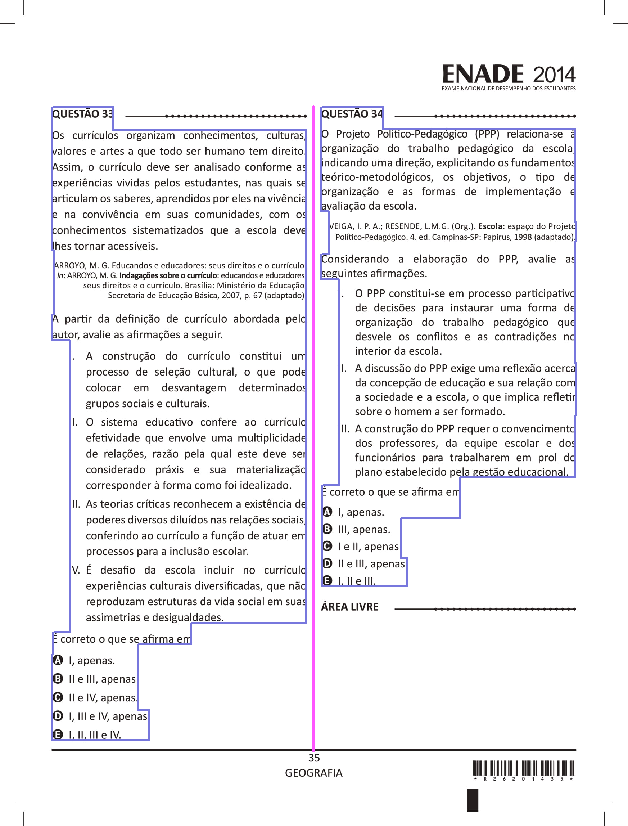 ENADE 2014
EXAME NACIONAL DE DESEMPENHO DOS ESTUDANTES
QUESTÃO 33
Os currículos organizam conhecimentos, culturas,
valores e artes a que todo ser humano tem direito.
Assim, o currículo deve ser analisado conforme as
experiências vividas pelos estudantes, nas quais se
articulam os saberes, aprendidos por eles na vivência
e na convivência em suas comunidades, com os
conhecimentos sistematizados que a escola deve
lhes tornar acessíveis.
ARROYO, M. G. Educandos e educadores: seus direitos e o currículo.
In: ARROYO, M. G. Indagações sobre o currículo: educandos e educadores
seus direitos e o currículo. Brasília: Ministério da Educação
Secretaria de Educação Básica, 2007, p. 67 (adaptado).
A partir da definição de currículo abordada pelo
autor, avalie as afirmações a seguir.
I. A construção do currículo constitui um
processo de seleção cultural, o que pode
colocar em desvantagem determinados
grupos sociais e culturais.
II. O sistema educativo confere ao currículo
efetividade que envolve uma multiplicidade
de relações, razão pela qual este deve ser
considerado práxis e sua materialização
corresponder à forma como foi idealizado.
III. As teorias críticas reconhecem a existência de
poderes diversos diluídos nas relações sociais,
conferindo ao currículo a função de atuar em
processos para a inclusão escolar.
IV. É desafio da escola incluir no currículo
experiências culturais diversificadas, que não
reproduzam estruturas da vida social em suas
assimetrias e desigualdades.
É correto o que se afirma em
A I, apenas.
B II e III, apenas.
C II e IV, apenas.
D I, III e IV, apenas.
E I, II, III e IV.
QUESTÃO 34
O Projeto Político-Pedagógico (PPP) relaciona-se à
organização do trabalho pedagógico da escola,
indicando uma direção, explicitando os fundamentos
teórico-metodológicos, os objetivos, o tipo de
organização e as formas de implementação e
avaliação da escola.
VEIGA, I. P. A.; RESENDE, L.M.G. (Org.). Escola: espaço do Projeto
Político-Pedagógico. 4. ed. Campinas-SP: Papirus, 1998 (adaptado).
Considerando a elaboração do PPP, avalie as
seguintes afirmações.
I. O PPP constitui-se em processo participativo
de decisões para instaurar uma forma de
organização do trabalho pedagógico que
desvele os conflitos e as contradições no
interior da escola.
II. A discussão do PPP exige uma reflexão acerca
da concepção de educação e sua relação com
a sociedade e a escola, o que implica refletir
sobre o homem a ser formado.
III. A construção do PPP requer o convencimento
dos professores, da equipe escolar e dos
funcionários para trabalharem em prol do
plano estabelecido pela gestão educacional.
É correto o que se afirma em
A I, apenas.
B III, apenas.
C I e II, apenas.
D II e III, apenas.
E I, II e III.
ÁREA LIVRE
35
GEOGRAFIA
*R26201435*